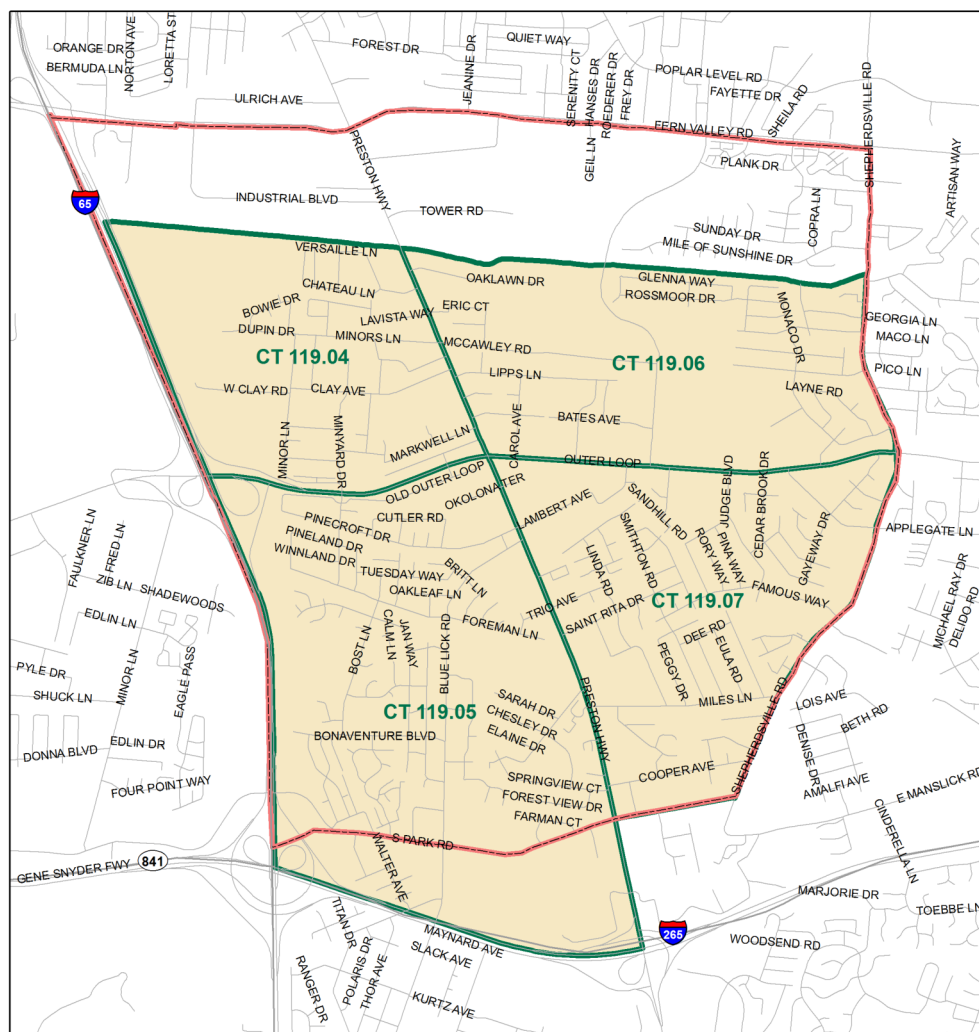 ORANGE DR
BERMUDA LN
NORTON AVE
LORETTA ST
FOREST DR
JEANINE DR
QUIET WAY
SERENITY CT
HANSES DR
ROEDERER DR
FREY DR
GEIL LN
POPLAR LEVEL RD
FAYETTE DR
SHEILA RD
SHEPHERDSVILLE RD
ULRICH AVE
PRESTON HWY
FERN VALLEY RD
PLANK DR
ARTISAN WAY
65
INDUSTRIAL BLVD
TOWER RD
COPRA LN
SUNDAY DR
MILE OF SUNSHINE DR
VERSAILLE LN
OAKLAWN DR
GLENNA WAY
ROSSMOOR DR
CHATEAU LN
BOWIE DR
LAVISTA WAY
ERIC CT
MONACO DR
GEORGIA LN
MACO LN
DUPIN DR
MINORS LN
MCCAWLEY RD
CT 119.04
CT 119.06
PICO LN
LIPPS LN
W CLAY RD
CLAY AVE
LAYNE RD
CAROL AVE
BATES AVE
MINOR LN
MINYARD DR
MARKWELL LN
OUTER LOOP
OLD OUTER LOOP
OKOLONA TER
JUDGE BLVD
CEDAR BROOK DR
CUTLER RD
LAMBERT AVE
SANDHILL RD
PINECROFT DR
PINELAND DR
WINNLAND DR
SMITHTON RD
RORY WAY
PINA WAY
GAYEWAY DR
APPLEGATE LN
FAULKNER LN
FRED LN
ZIB LN
SHADEWOODS
TUESDAY WAY
OAKLEAF LN
BRITT LN
LINDA RD
FAMOUS WAY
CT 119.07
EDLIN LN
TRIO AVE
SAINT RITA DR
FOREMAN LN
DEE RD
MICHAEL RAY DR
DELIDO RD
BOST LN
CALM LN
JAN WAY
BLUE LICK RD
PEGGY DR
EULA RD
PYLE DR
SHUCK LN
MINOR LN
EAGLE PASS
PRESTON HWY
MILES LN
LOIS AVE
BETH RD
SARAH DR
CHESLEY DR
ELAINE DR
CT 119.05
SHEPHERDSVILLE RD
DENISE DR
DONNA BLVD
EDLIN DR
BONAVENTURE BLVD
FOUR POINT WAY
SPRINGVIEW CT
COOPER AVE
AMALFI AVE
E MANSLICK RD
FOREST VIEW DR
FARMAN CT
CINDERELLA LN
S PARK RD
WALTER AVE
GENE SNYDER FWY
841
MARJORIE DR
TOEBBE LN
TITAN DR
MAYNARD AVE
265
WOODSEND RD
POLARIS DR
THOR AVE
SLACK AVE
RANGER DR
KURTZ AVE